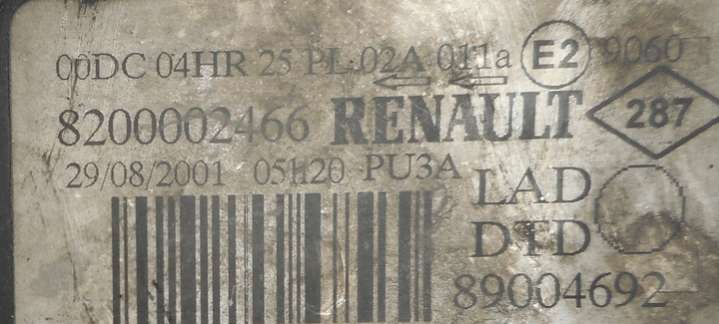 00DC 04HR 25 PL 02A 011a E2 9060
8200002466 RENAULT 287
29/08/2001 05h20 PU3A LAD
DTD
89004692